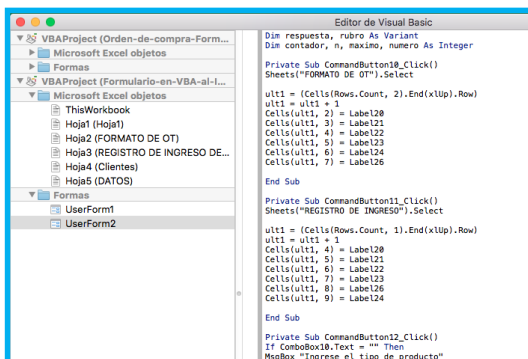 Editor de Visual Basic
VBAProject (Orden-de-compra-Form...
Microsoft Excel objetos
Formas
VBAProject (Formulario-en-VBA-al-I...
Microsoft Excel objetos
ThisWorkbook
Hoja1 (Hoja1)
Hoja2 (FORMATO DE OT)
Hoja3 (REGISTRO DE INGRESO DE...
Hoja4 (Clientes)
Hoja5 (DATOS)
Formas
UserForm1
UserForm2
Dim respuesta, rubro As Variant
Dim contador, n, maximo, numero As Integer
Private Sub CommandButton10_Click()
Sheets("FORMATO DE OT").Select
ult1 = (Cells(Rows.Count, 2).End(xlUp).Row)
ult1 = ult1 + 1
Cells(ult1, 2) = Label20
Cells(ult1, 3) = Label21
Cells(ult1, 4) = Label22
Cells(ult1, 5) = Label23
Cells(ult1, 6) = Label24
Cells(ult1, 7) = Label26
End Sub
Private Sub CommandButton11_Click()
Sheets("REGISTRO DE INGRESO").Select
ult1 = (Cells(Rows.Count, 1).End(xlUp).Row)
ult1 = ult1 + 1
Cells(ult1, 4) = Label20
Cells(ult1, 5) = Label21
Cells(ult1, 6) = Label22
Cells(ult1, 7) = Label23
Cells(ult1, 8) = Label26
Cells(ult1, 9) = Label24
End Sub
Private Sub CommandButton12_Click()
If ComboBox10.Text = "" Then
MsgBox "Ingrese el tipo de producto"